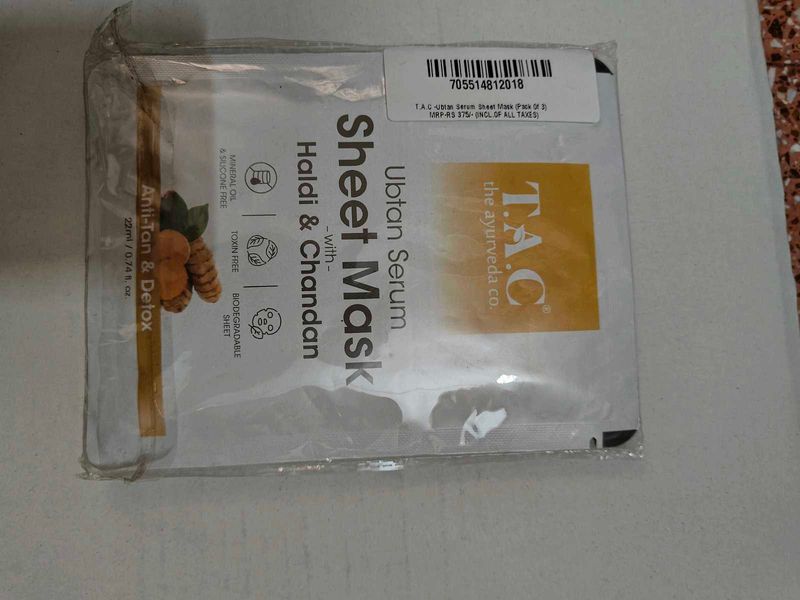 705514812018
T.A.C -Ubtan Serum Sheet Mask (Pack Of 3)
MRP-RS 375/- (INCL.OF ALL TAXES)
T.A.C®
the ayurveda co.
Ubtan Serum
Sheet Mask
-with-
Haldi & Chandan
MINERAL OIL
& SILICONE FREE
TOXIN FREE
BIODEGRADABLE
SHEET
Anti-Tan & Detox
22ml / 0.74 fl. oz.